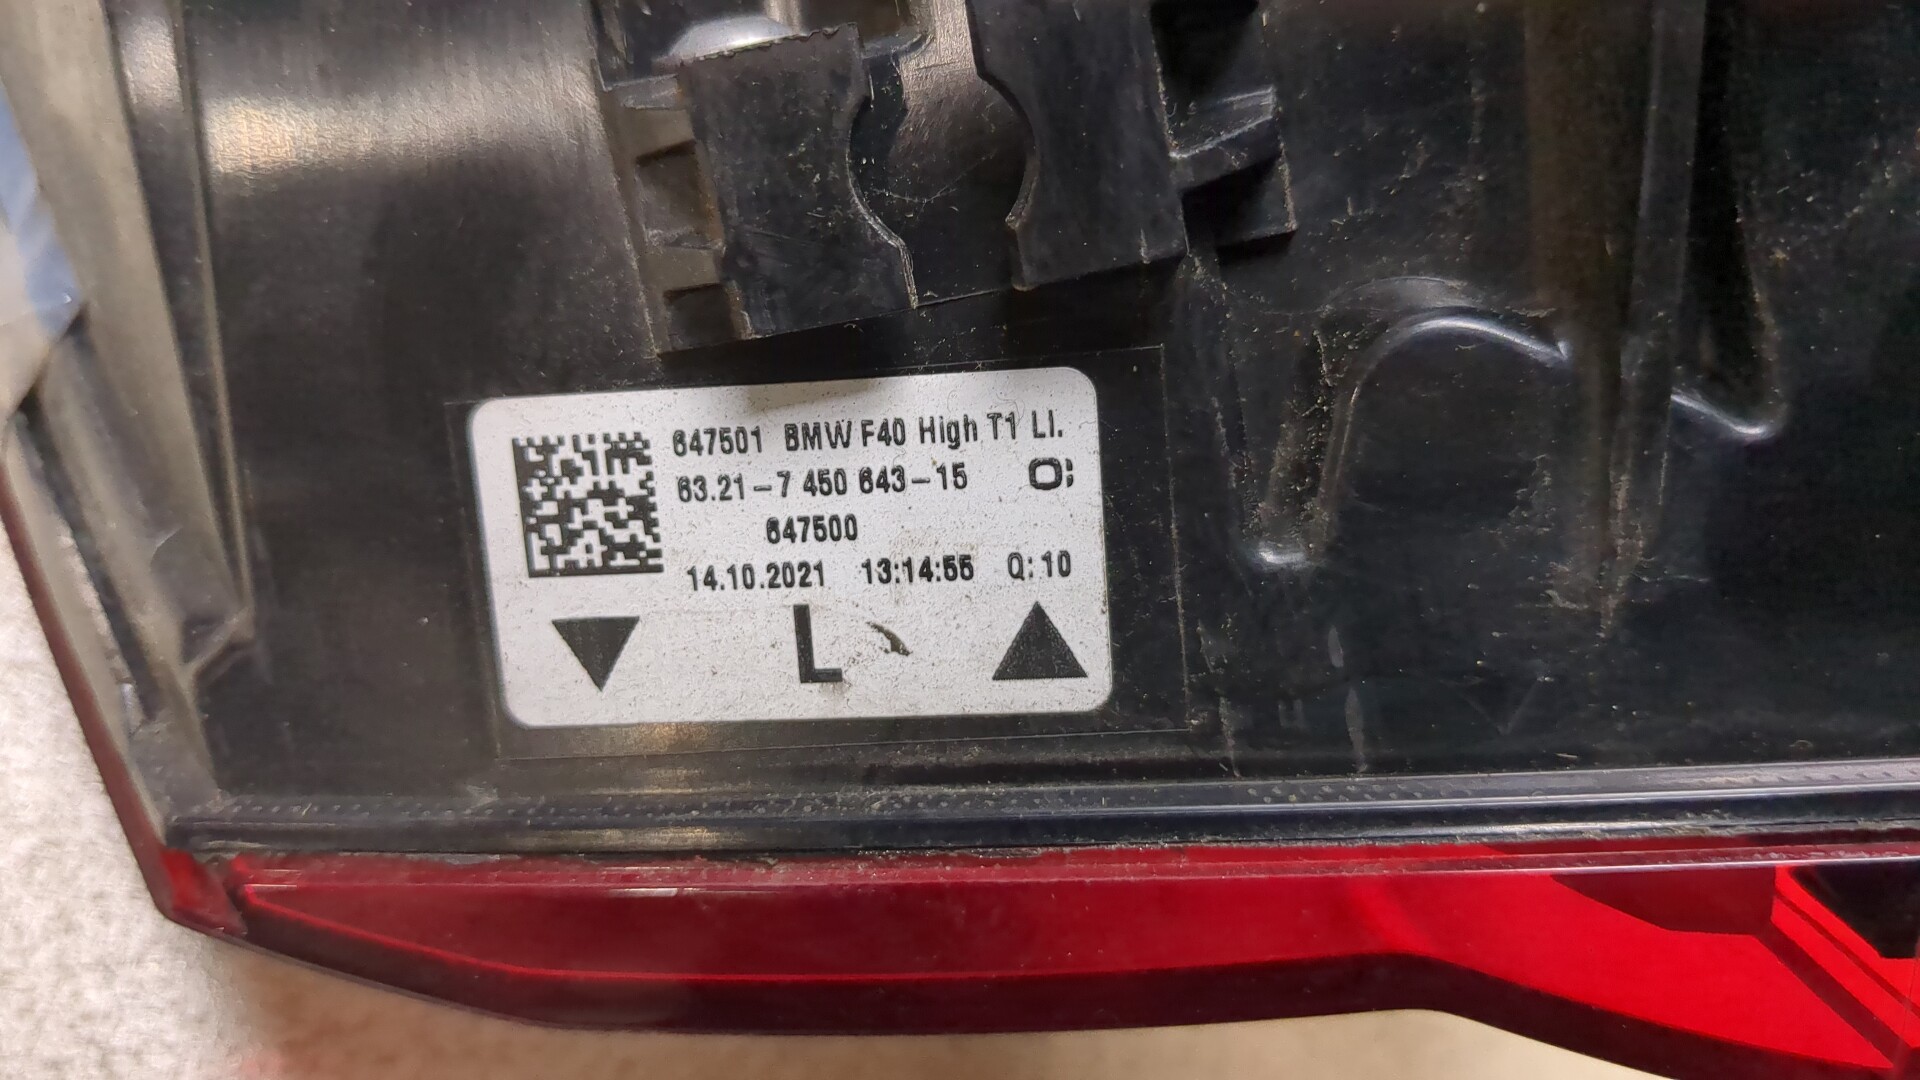 647501 BMW F40 High T1 LI.
63.21-7 450 643-15 O;
647500
14.10.2021 13:14:55 Q:10
L